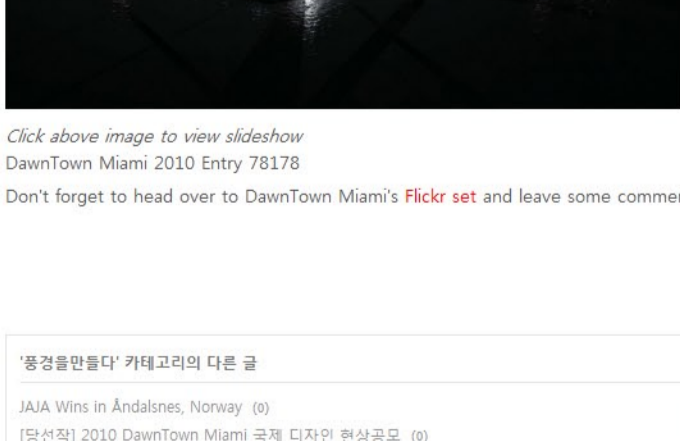 Click above image to view slideshow
DawnTown Miami 2010 Entry 78178
Don't forget to head over to DawnTown Miami's Flickr set and leave some
'풍경을만들다' 카테고리의 다른 글
JAJA Wins in Åndalsnes, Norway (0)
[당선작] 2010 DawnTown Miami 국제 디자인 현상공모 (0)